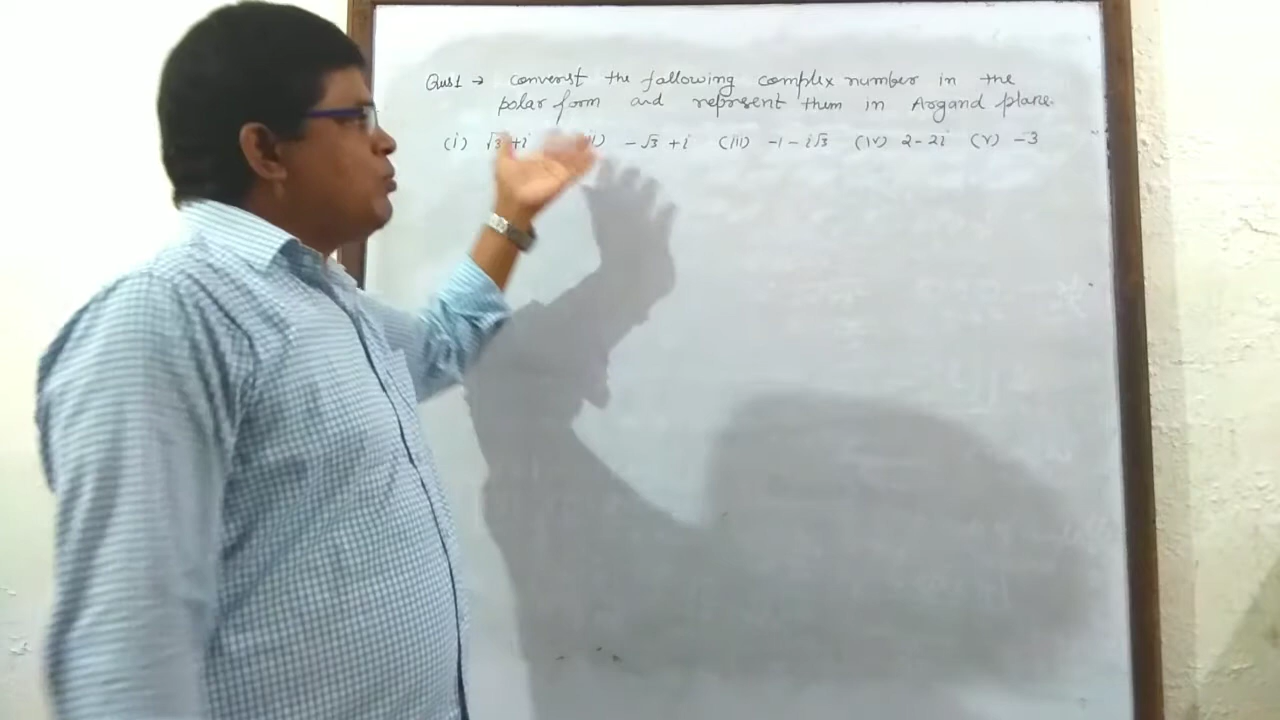 Qus1 → convert the following complex number in the
polar form and represent them in Argand plane.
(i) √3 +i (ii) -√3 +i (iii) -1 - i√3 (iv) 2-2i (v) -3